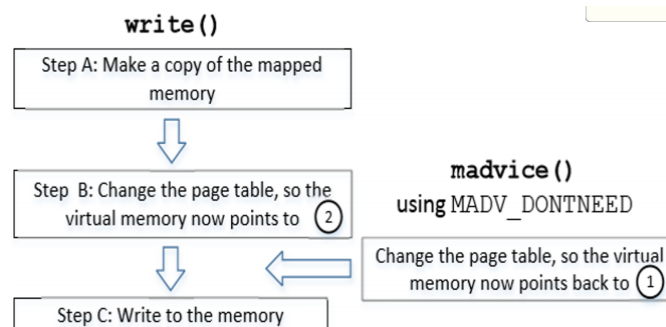 write()
Step A: Make a copy of the mapped
memory
Step B: Change the page table, so the
virtual memory now points to 2
Step C: Write to the memory
madvice()
using MADV_DONTNEED
Change the page table, so the virtual
memory now points back to 1